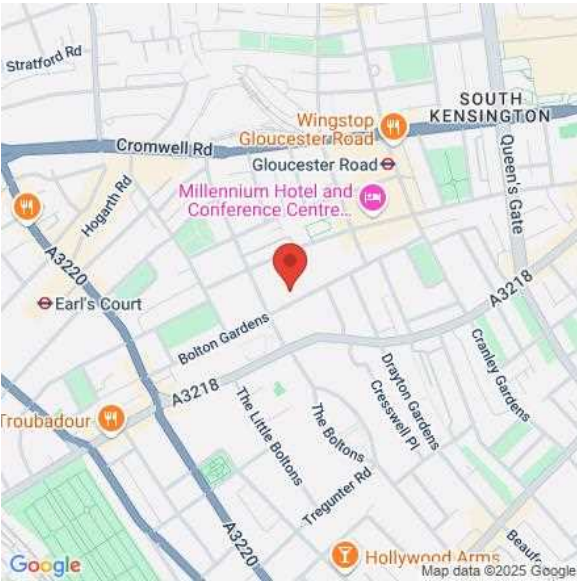 Stratford Rd
SOUTH
KENSINGTON
Wingstop
Gloucester Road
Cromwell Rd
Gloucester Road
Queen's Gate
Millennium Hotel and
Conference Centre...
Hogarth Rd
A3220
Earl's Court
A3218
Bolton Gardens
Cranley Gardens
Drayton Gardens
Cresswell Pl
A3218
Troubadour
The Little Boltons
The Boltons
Tregunter Rd
A3220
Beaufo
Hollywood Arms
Google
Map data ©2025 Google